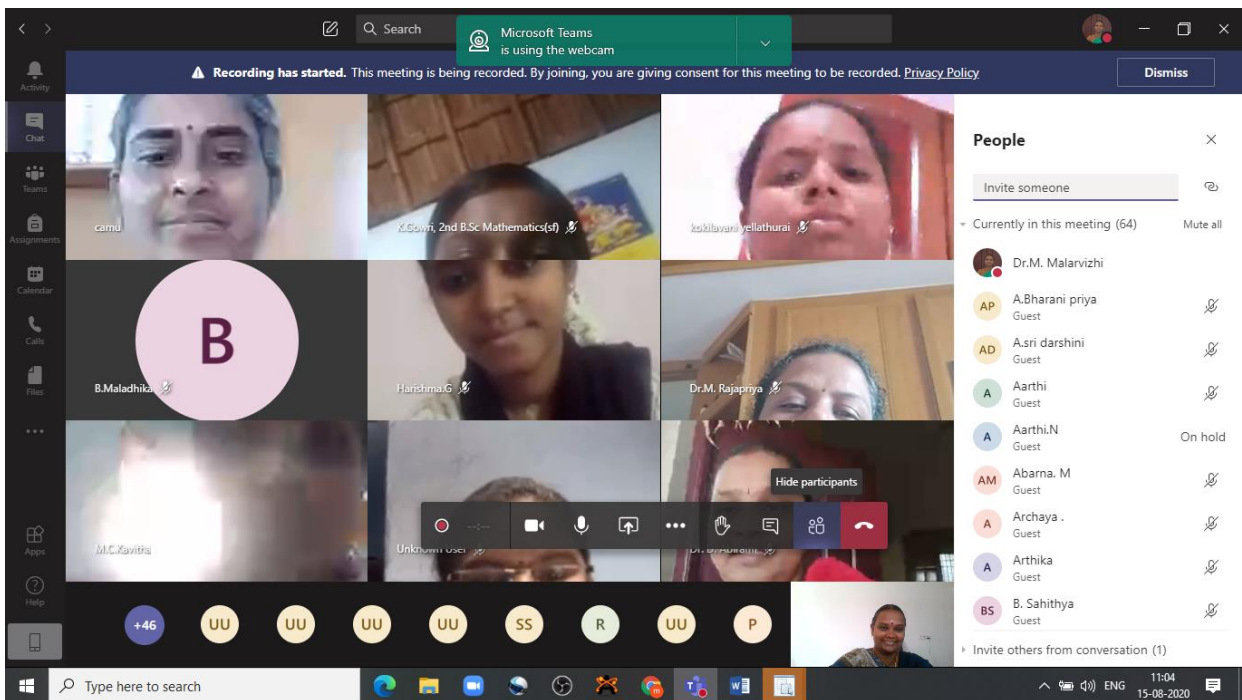 Search
Microsoft Teams
is using the webcam
Recording has started. This meeting is being recorded. By joining, you are giving consent for this meeting to be recorded. Privacy Policy
Dismiss
Activity
Chat
Teams
Assignments
Calendar
Calls
Files
Apps
Help
camu
K.Gowri, 2nd B.Sc Mathematics(sf)
kokilavani vellathurai
B
B.Maladhika
Harishma.G
Dr.M. Rajapriya
M.C.Kavitha
Unknown User
Hide participants
--:--
+46
UU
UU
UU
UU
SS
R
UU
P
People
Invite someone
Currently in this meeting (64)
Mute all
Dr.M. Malarvizhi
AP
A.Bharani priya
Guest
AD
A.sri darshini
Guest
A
Aarthi
Guest
A
Aarthi.N
Guest
On hold
AM
Abarna. M
Guest
A
Archaya .
Guest
A
Arthika
Guest
BS
B. Sahithya
Guest
Invite others from conversation (1)
Type here to search
ENG
11:04
15-08-2020